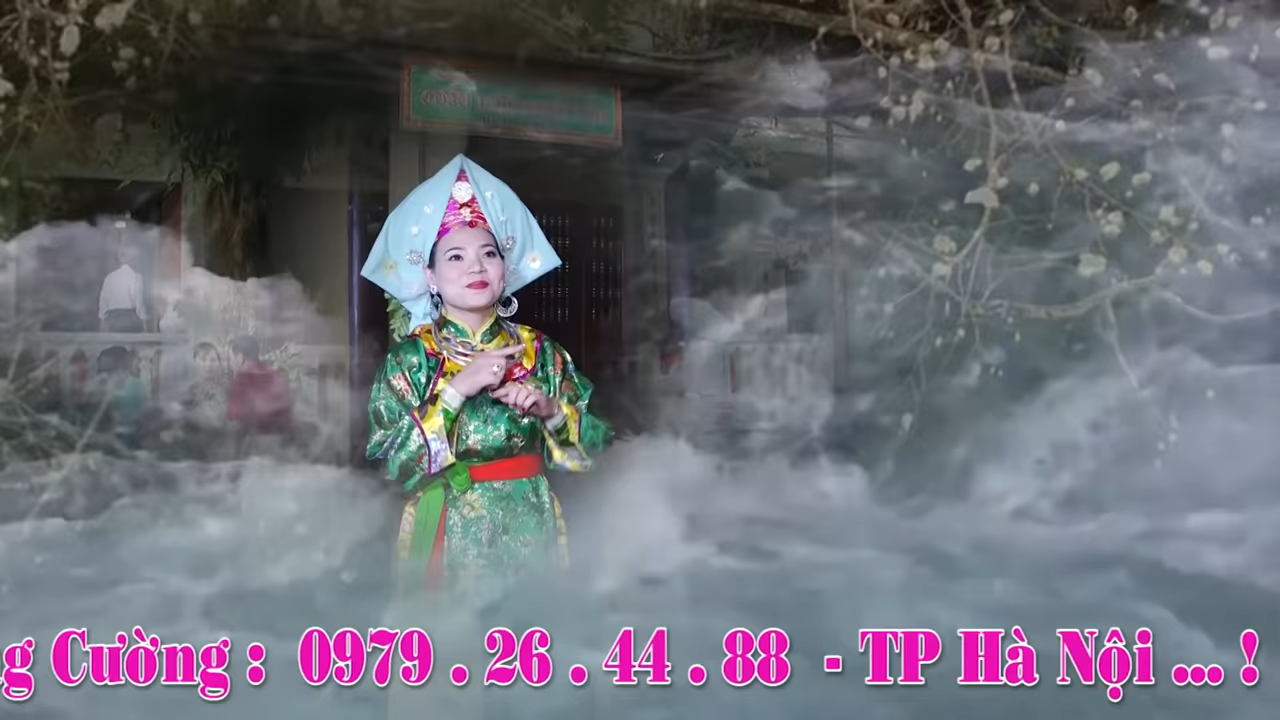 g Cường : 0979 . 26 . 44 . 88 - TP Hà Nội ... !